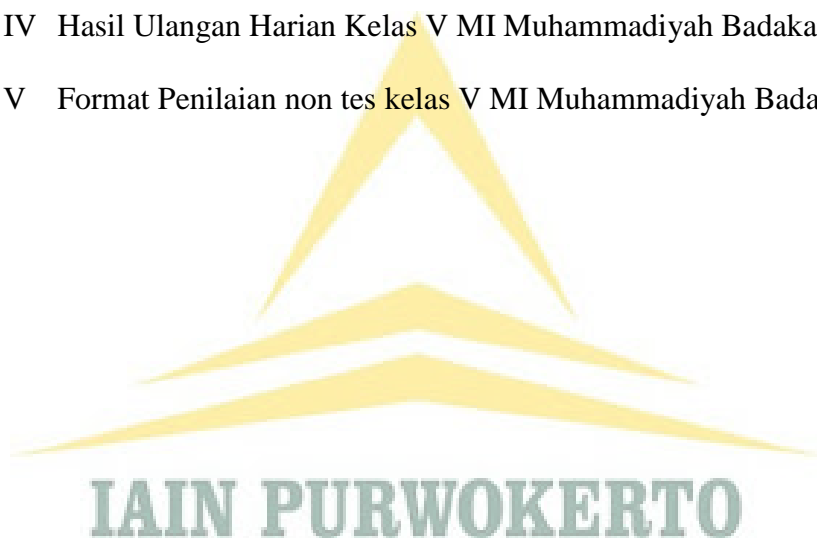 IV Hasil Ulangan Harian Kelas V MI Muhammadiyah Badaka
V Format Penilaian non tes kelas V MI Muhammadiyah Bada
IAIN PURWOKERTO